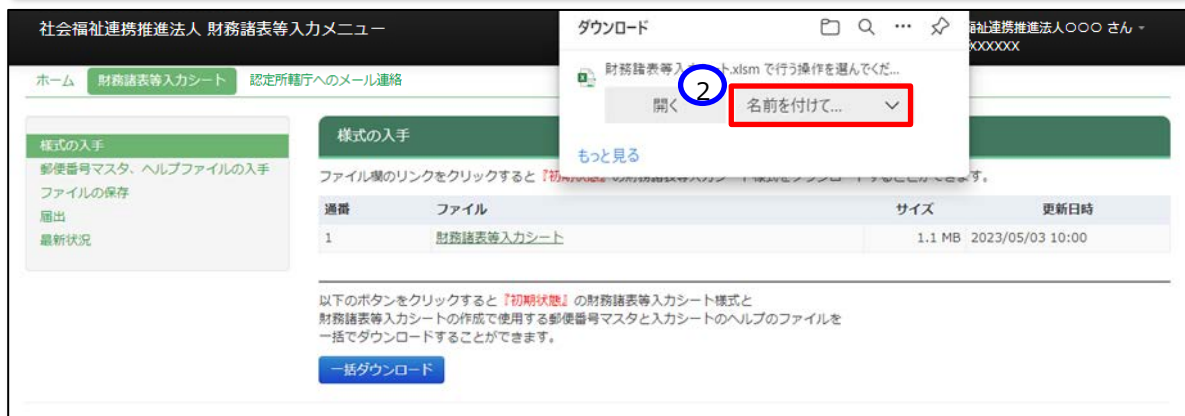 社会福祉連携推進法人 財務諸表等入力メニュー
福祉連携推進法人〇〇〇 さん
XXXXXX
ダウンロード
財務諸表等入力シート.xlsm で行う操作を選んでくだ...
2
開く
名前を付けて...
もっと見る
ホーム
財務諸表等入力シート
認定所轄庁へのメール連絡
様式の入手
郵便番号マスタ、ヘルプファイルの入手
ファイルの保存
届出
最新状況
様式の入手
ファイル欄のリンクをクリックすると『初期状態』の財務諸表等入力シート様式をダウンロードすることができます。
通番 ファイル サイズ 更新日時
1 財務諸表等入力シート 1.1 MB 2023/05/03 10:00
以下のボタンをクリックすると『初期状態』の財務諸表等入力シート様式と
財務諸表等入力シートの作成で使用する郵便番号マスタと入力シートのヘルプのファイルを
一括でダウンロードすることができます。
一括ダウンロード